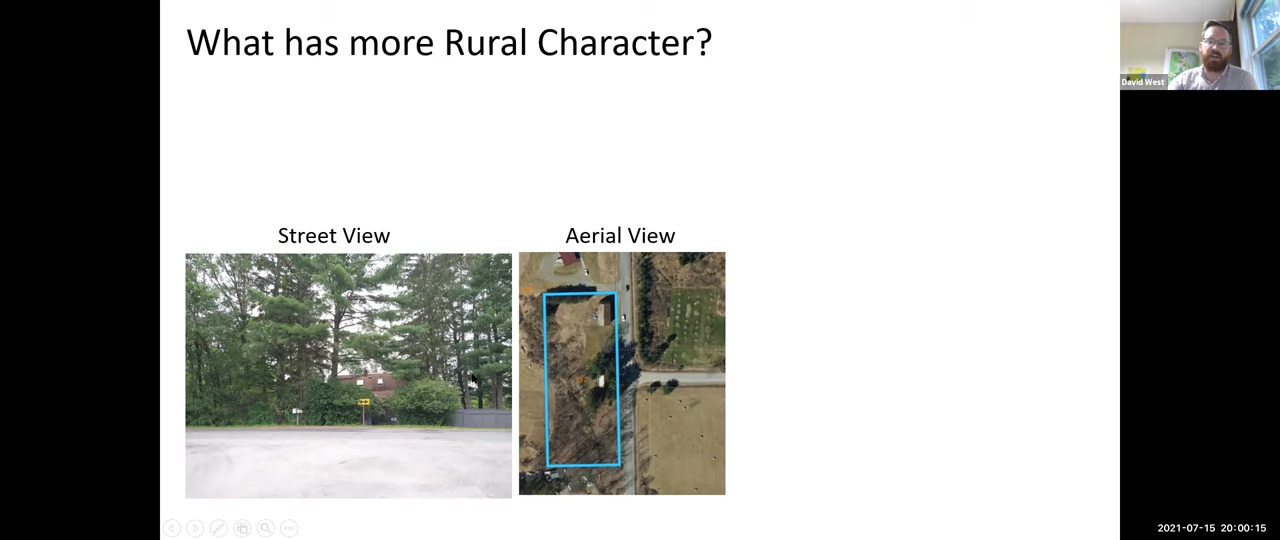 What has more Rural Character?
David West
Street View
Aerial View
2021-07-15 20:00:15